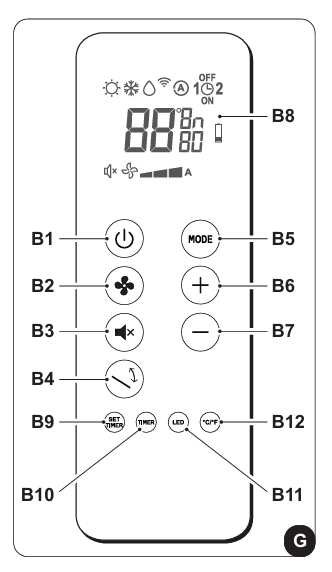 OFF
A 1 2
ON
B8
88 °8n
80
A
B1
MODE
B5
B2
B6
B3
B7
B4
B9
SET TIMER
TIMER
LED
°C/°F
B12
B10
B11
G